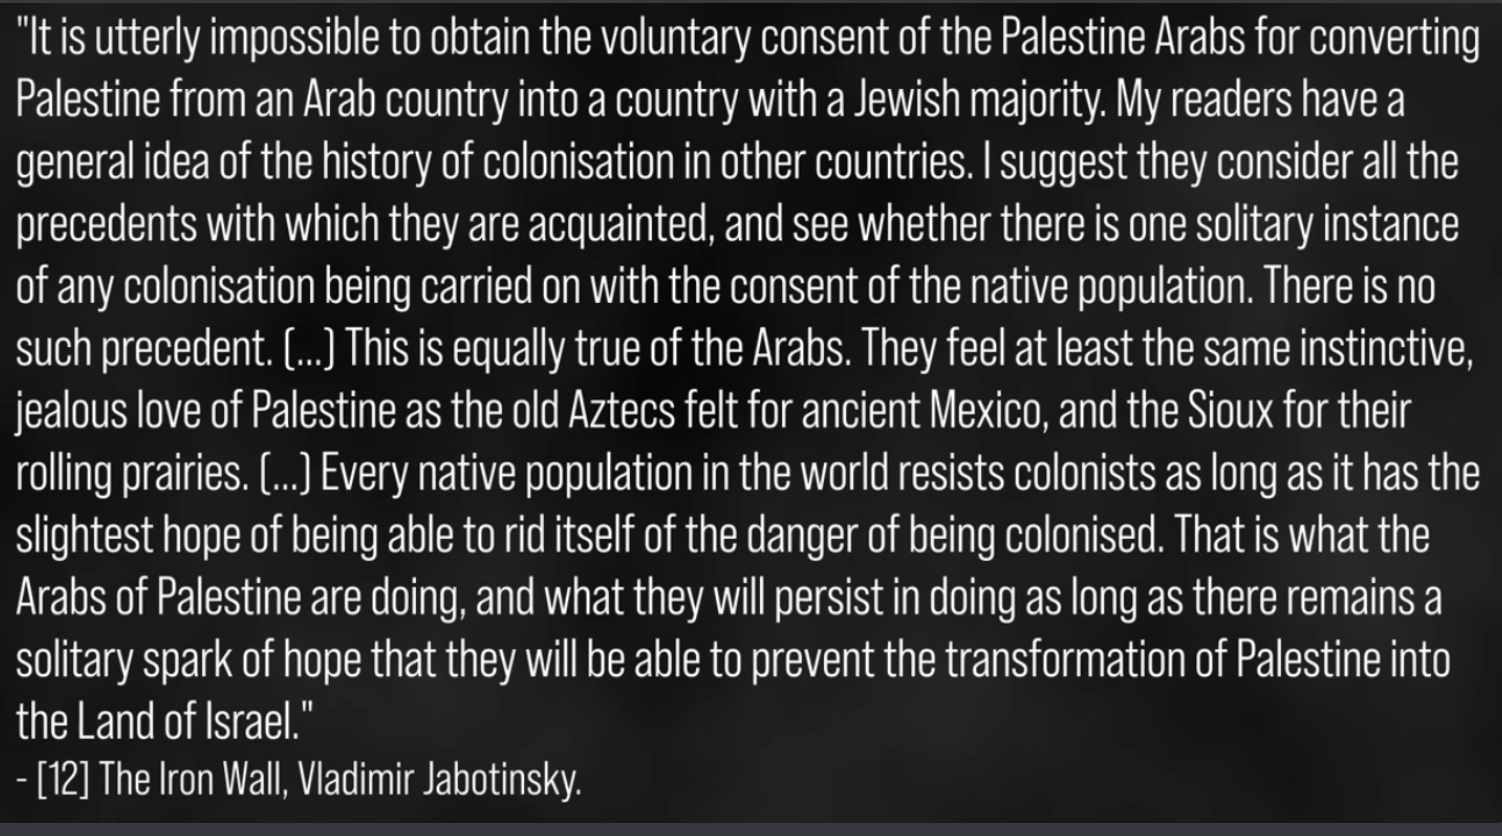 "It is utterly impossible to obtain the voluntary consent of the Palestine Arabs for converting
Palestine from an Arab country into a country with a Jewish majority. My readers have a
general idea of the history of colonisation in other countries. I suggest they consider all the
precedents with which they are acquainted, and see whether there is one solitary instance
of any colonisation being carried on with the consent of the native population. There is no
such precedent. (...) This is equally true of the Arabs. They feel at least the same instinctive,
jealous love of Palestine as the old Aztecs felt for ancient Mexico, and the Sioux for their
rolling prairies. (...) Every native population in the world resists colonists as long as it has the
slightest hope of being able to rid itself of the danger of being colonised. That is what the
Arabs of Palestine are doing, and what they will persist in doing as long as there remains a
solitary spark of hope that they will be able to prevent the transformation of Palestine into
the Land of Israel."
- [12] The Iron Wall, Vladimir Jabotinsky.